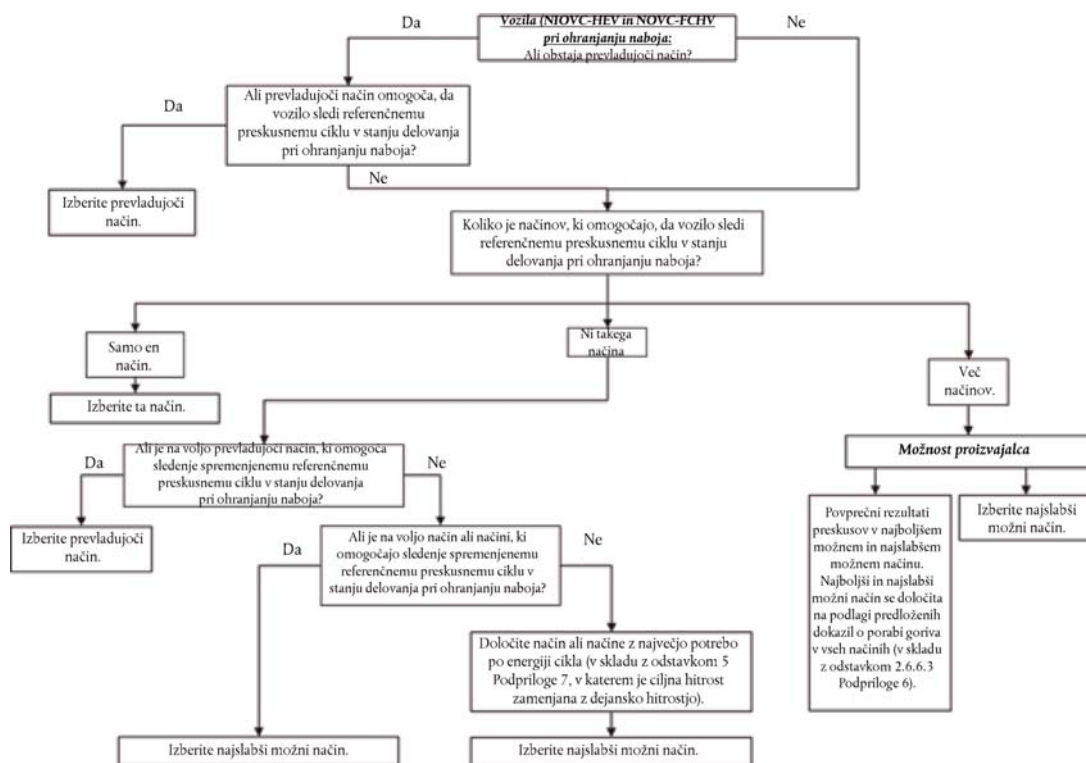 Da
Vozila (NIOVC-HEV in NOVC-FCHV
pri ohranjanju naboja:
Ali obstaja prevladujoči način?
Ne
Da
Ali prevladujoči način omogoča, da
vozilo sledi referenčnemu
preskusnemu ciklu v stanju delovanja
pri ohranjanju naboja?
Ne
Izberite prevladujoči
način.
Koliko je načinov, ki omogočajo, da vozilo sledi
referenčnemu preskusnemu ciklu v stanju
delovanja pri ohranjanju naboja?
Samo en
način.
Izberite ta način.
Ni takega
načina
Več
načinov.
Možnost proizvajalca
Povprečni rezultati
preskusov v najboljšem
možnem in najslabšem
možnem načinu.
Najboljši in najslabši
možni način se določita
na podlagi predloženih
dokazil o porabi goriva
v vseh načinih (v skladu
z odstavkom 2.6.6.3
Podpriloge 6).
Izberite najslabši
možni način.
Da
Ali je na voljo prevladujoči način, ki omogoča
sledenje spremenjenemu referenčnemu
preskusnemu ciklu v stanju delovanja
pri ohranjanju naboja?
Ne
Izberite prevladujoči
način.
Da
Ali je na voljo način ali načini, ki
omogočajo sledenje spremenjenemu
referenčnemu preskusnemu ciklu v
stanju delovanja pri ohranjanju naboja?
Ne
Določite način ali načine z največjo potrebo
po energiji cikla (v skladu z odstavkom 5
Podpriloge 7, v katerem je ciljna hitrost
zamenjana z dejansko hitrostjo).
Izberite najslabši možni način.
Izberite najslabši možni način.